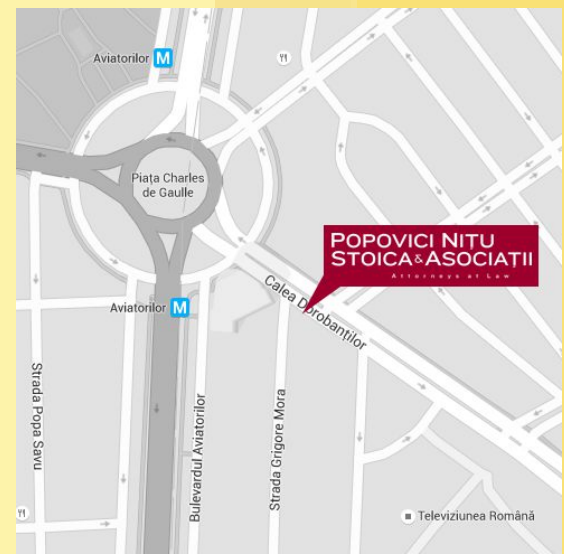 Aviatorilor M
Piața Charles
de Gaulle
POPOVICI NIȚU
STOICA & ASOCIAȚII
Attorneys at Law
Calea Dorobanților
Aviatorilor M
Strada Popa Savu
Bulevardul Aviatorilor
Strada Grigore Mora
Televiziunea Română